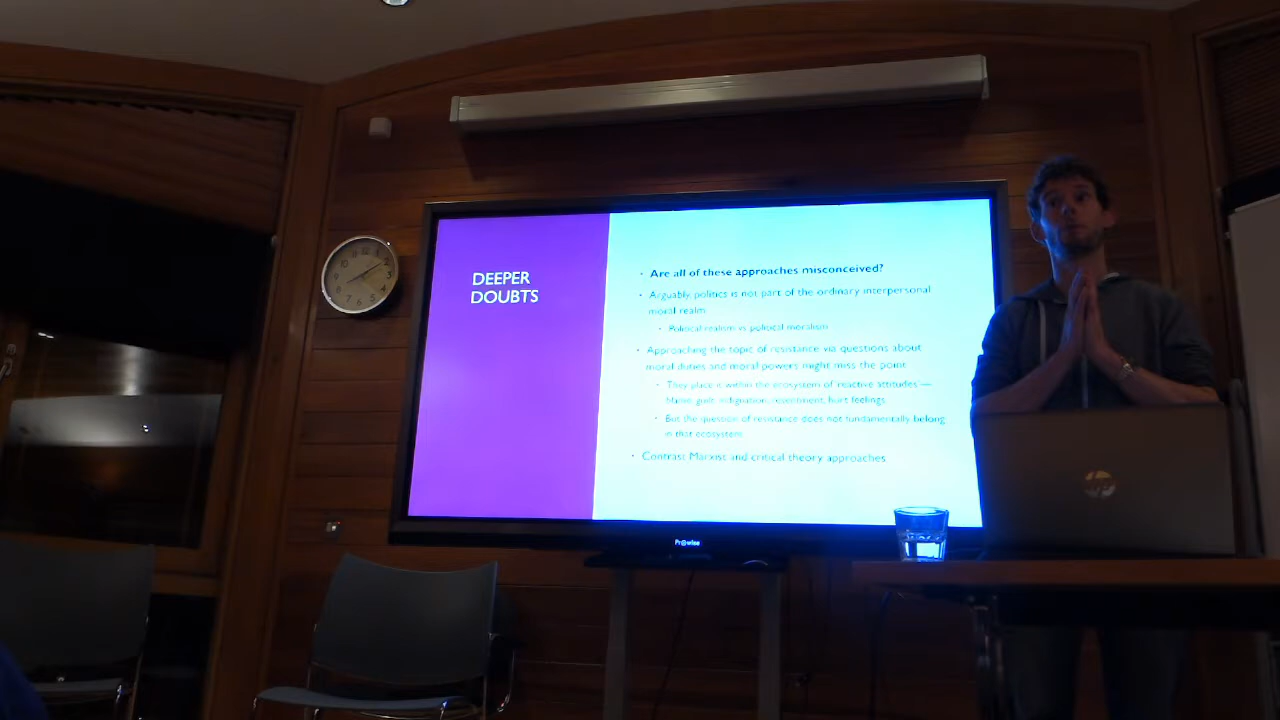 DEEPER
DOUBTS
Are all of these approaches misconceived?
Arguably politics is not part of the ordinary interpersonal
moral realm
Political realism vs. political moralism
Approaching the topic of resistance via questions about
moral duties and moral powers might miss the point
They place it within the ecosystem of reactive attitudes —
blame, guilt, indignation, resentment, hurt feelings
But the question of resistance does not fundamentally belong
in that ecosystem
Contrast Marxist and critical theory approaches
Prowise
hp